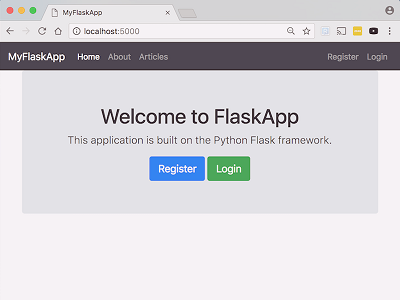 MyFlaskApp
localhost:5000
MyFlaskApp Home About Articles Register Login
Welcome to FlaskApp
This application is built on the Python Flask framework.
Register Login